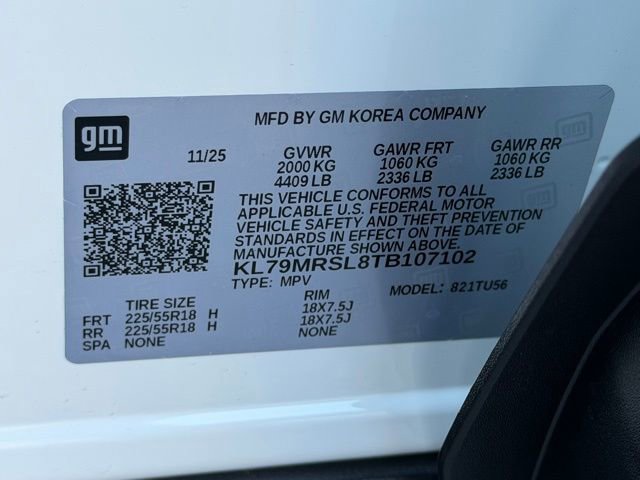 gm
MFD BY GM KOREA COMPANY
11/25 GVWR GAWR FRT GAWR RR
2000 KG 1060 KG 1060 KG
4409 LB 2336 LB 2336 LB
THIS VEHICLE CONFORMS TO ALL
APPLICABLE U.S. FEDERAL MOTOR
VEHICLE SAFETY AND THEFT PREVENTION
STANDARDS IN EFFECT ON THE DATE OF
MANUFACTURE SHOWN ABOVE.
KL79MRSL8TB107102
TYPE: MPV MODEL: 821TU56
TIRE SIZE RIM
FRT 225/55R18 H 18X7.5J
RR 225/55R18 H 18X7.5J
SPA NONE NONE